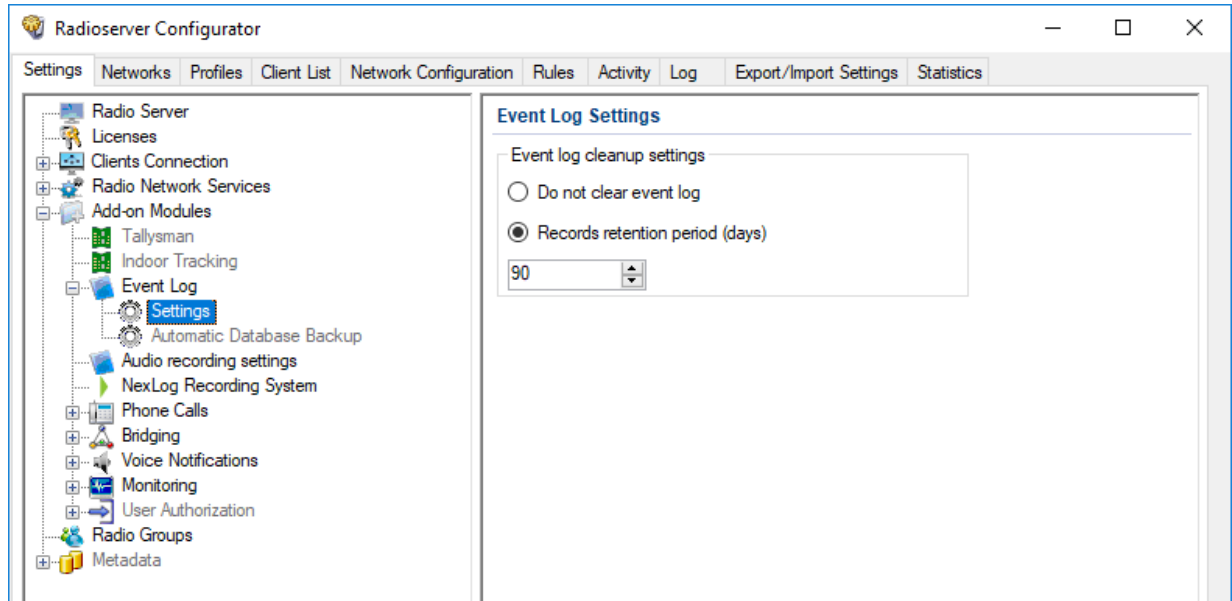 Radioserver Configurator
Settings Networks Profiles Client List Network Configuration Rules Activity Log Export/Import Settings Statistics
Radio Server
Licenses
Clients Connection
Radio Network Services
Add-on Modules
Tallysman
Indoor Tracking
Event Log
Settings
Automatic Database Backup
Audio recording settings
NexLog Recording System
Phone Calls
Bridging
Voice Notifications
Monitoring
User Authorization
Radio Groups
Metadata
Event Log Settings
Event log cleanup settings
Do not clear event log
Records retention period (days)
90